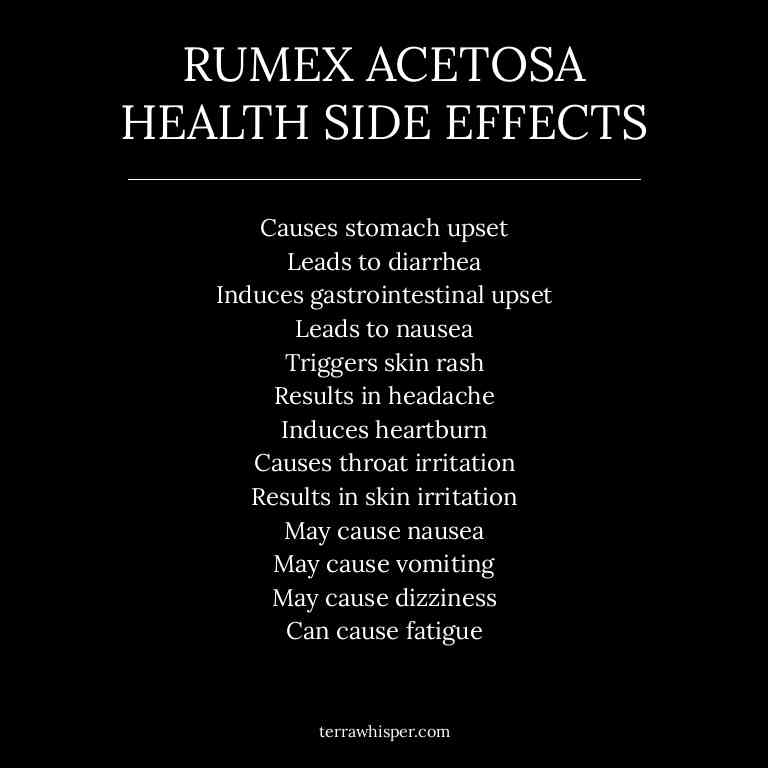 RUMEX ACETOSA
HEALTH SIDE EFFECTS
Causes stomach upset
Leads to diarrhea
Induces gastrointestinal upset
Leads to nausea
Triggers skin rash
Results in headache
Induces heartburn
Causes throat irritation
Results in skin irritation
May cause nausea
May cause vomiting
May cause dizziness
Can cause fatigue
terrawhisper.com